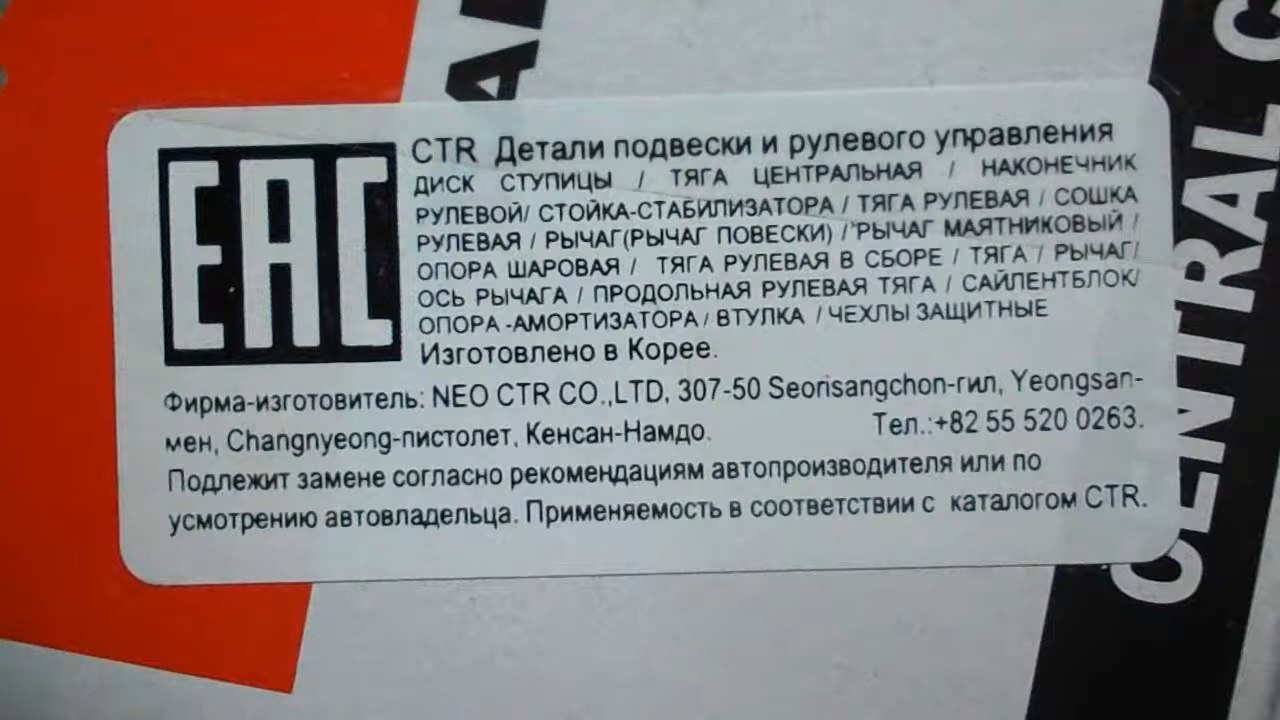 EAC
CTR Детали подвески и рулевого управления
ДИСК СТУПИЦЫ / ТЯГА ЦЕНТРАЛЬНАЯ / НАКОНЕЧНИК
РУЛЕВОЙ/ СТОЙКА-СТАБИЛИЗАТОРА / ТЯГА РУЛЕВАЯ / СОШКА
РУЛЕВАЯ / РЫЧАГ(РЫЧАГ ПОВЕСКИ) / РЫЧАГ МАЯТНИКОВЫЙ /
ОПОРА ШАРОВАЯ / ТЯГА РУЛЕВАЯ В СБОРЕ / ТЯГА / РЫЧАГ/
ОСЬ РЫЧАГА / ПРОДОЛЬНАЯ РУЛЕВАЯ ТЯГА / САЙЛЕНТБЛОК/
ОПОРА -АМОРТИЗАТОРА / ВТУЛКА / ЧЕХЛЫ ЗАЩИТНЫЕ
Изготовлено в Корее.
Фирма-изготовитель: NEO CTR CO.,LTD, 307-50 Seorisangchon-гил, Yeongsan-
мен, Changnyeong-пистолет, Кенсан-Намдо. Тел.:+82 55 520 0263.
Подлежит замене согласно рекомендациям автопроизводителя или по
усмотрению автовладельца. Применяемость в соответствии с каталогом CTR.
CENTRAL C